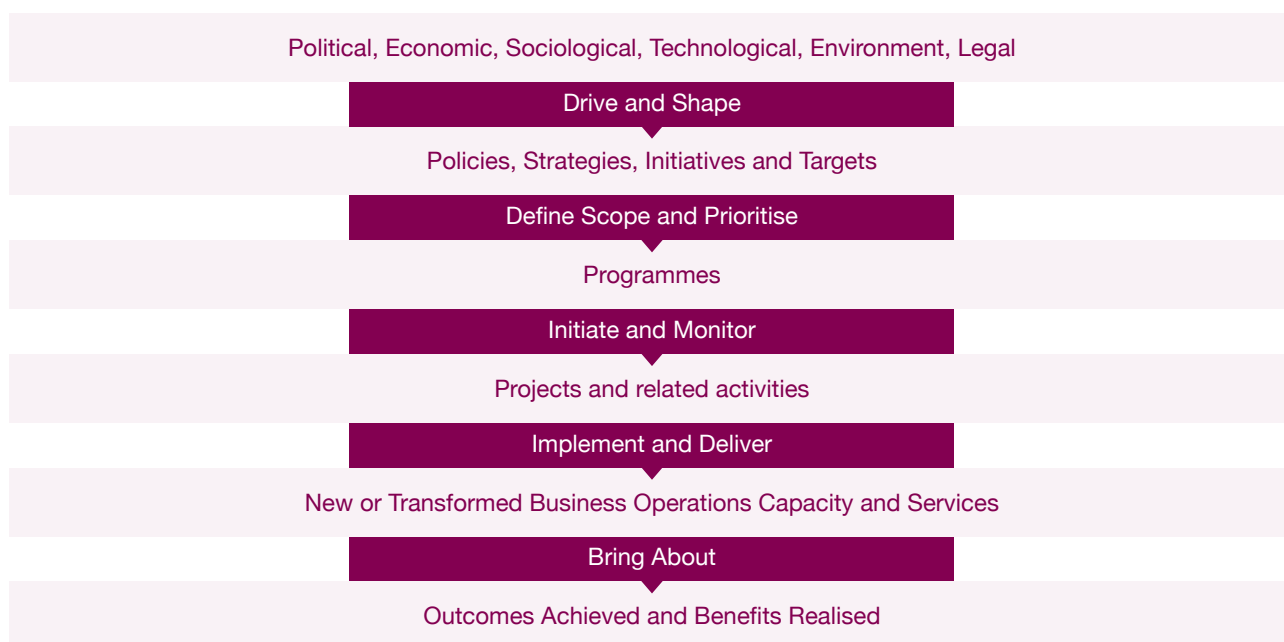 Political, Economic, Sociological, Technological, Environment, Legal
Drive and Shape
Policies, Strategies, Initiatives and Targets
Define Scope and Prioritise
Programmes
Initiate and Monitor
Projects and related activities
Implement and Deliver
New or Transformed Business Operations Capacity and Services
Bring About
Outcomes Achieved and Benefits Realised